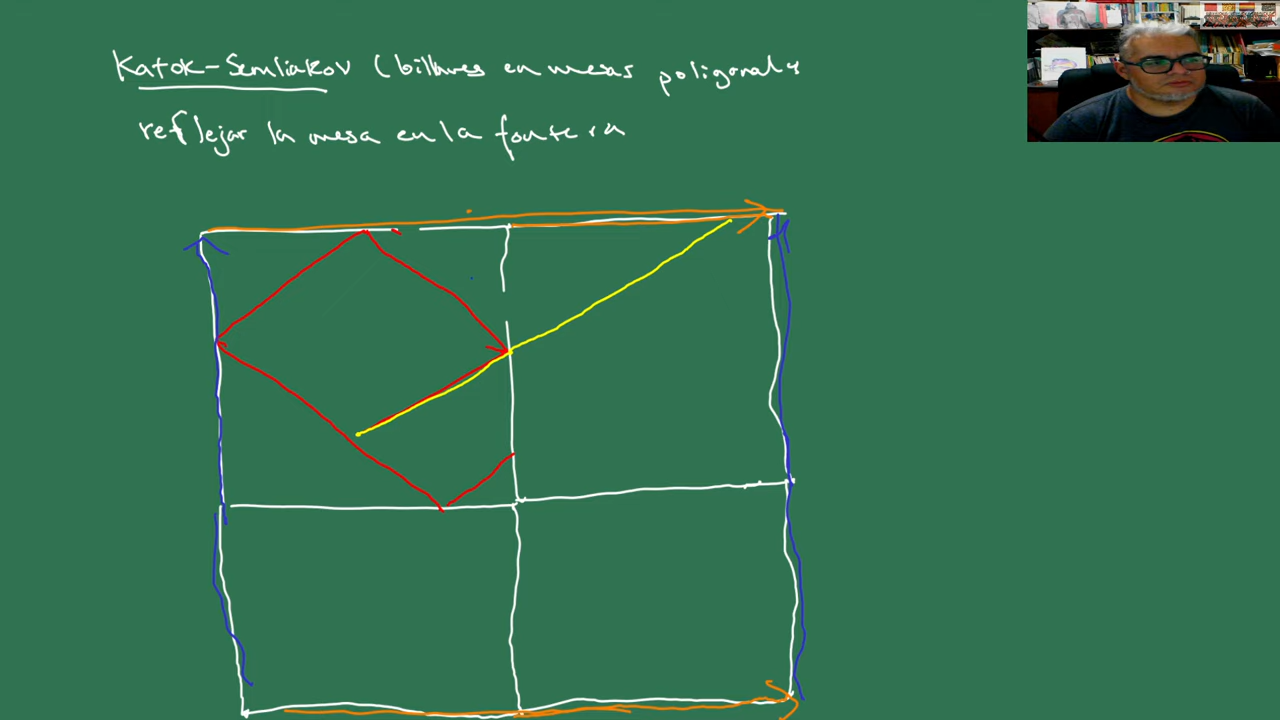 Katok-Semliakov (billares en mesas poligonales
reflejar la mesa en la frontera